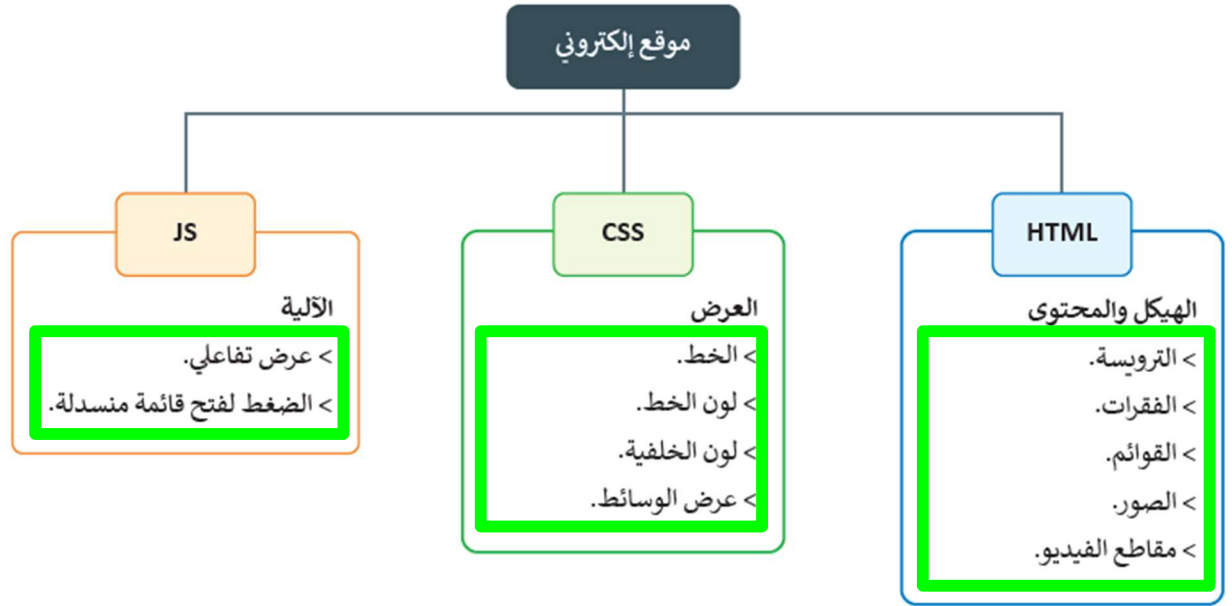 موقع إلكتروني
HTML
الهيكل والمحتوى
> الترويسة.
> الفقرات.
> القوائم.
> الصور.
> مقاطع الفيديو.
CSS
العرض
> الخط.
> لون الخط.
> لون الخلفية.
> عرض الوسائط.
JS
الآلية
> عرض تفاعلي.
> الضغط لفتح قائمة منسدلة.